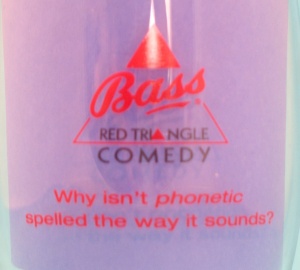 Bass
RED TRIANGLE
COMEDY
Why isn't phonetic
spelled the way it sounds?